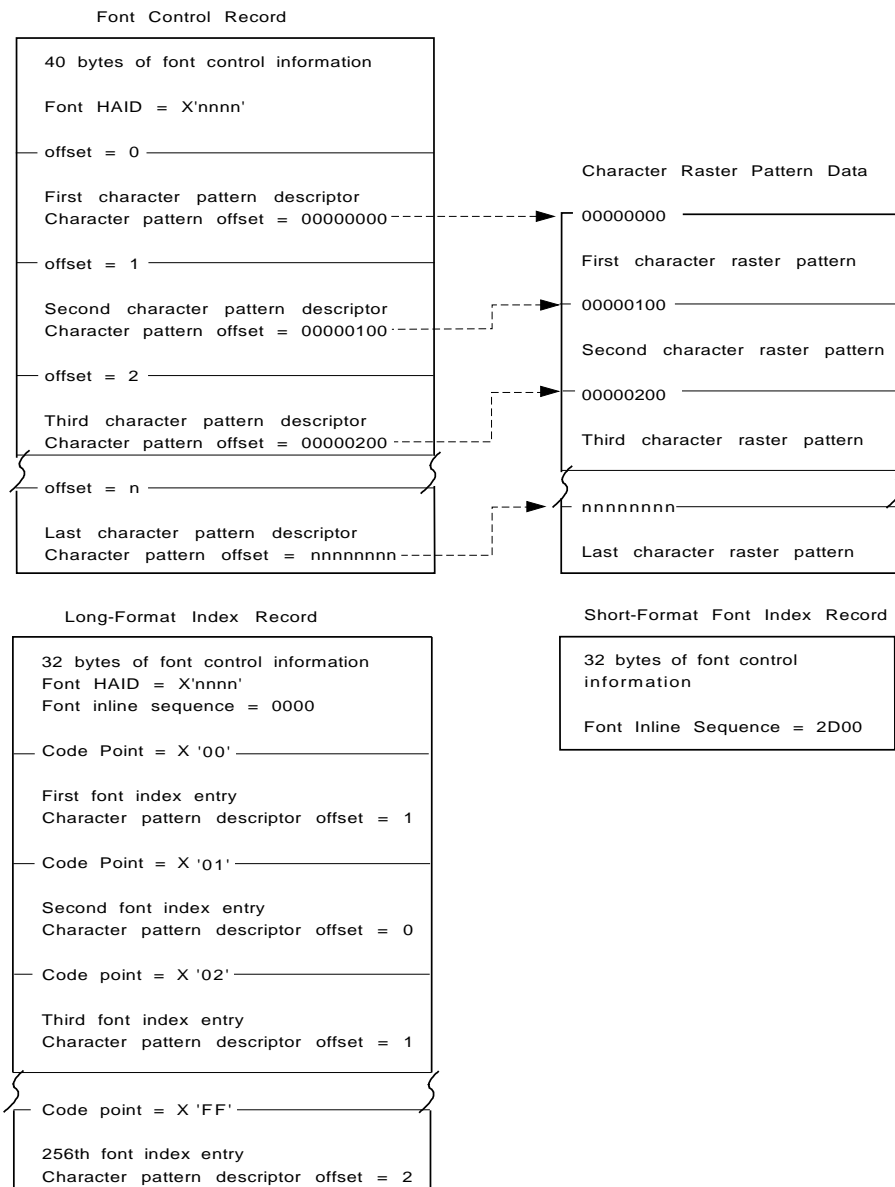 Font Control Record
40 bytes of font control information
Font HAID = X'nnnn'
offset = 0
First character pattern descriptor
Character pattern offset = 00000000
offset = 1
Second character pattern descriptor
Character pattern offset = 00000100
offset = 2
Third character pattern descriptor
Character pattern offset = 00000200
offset = n
Last character pattern descriptor
Character pattern offset = nnnnnnnn
Character Raster Pattern Data
00000000
First character raster pattern
00000100
Second character raster pattern
00000200
Third character raster pattern
nnnnnnnn
Last character raster pattern
Long-Format Index Record
32 bytes of font control information
Font HAID = X'nnnn'
Font inline sequence = 0000
Code Point = X '00'
First font index entry
Character pattern descriptor offset = 1
Code Point = X '01'
Second font index entry
Character pattern descriptor offset = 0
Code point = X '02'
Third font index entry
Character pattern descriptor offset = 1
Code point = X 'FF'
256th font index entry
Character pattern descriptor offset = 2
Short-Format Font Index Record
32 bytes of font control
information
Font Inline Sequence = 2D00